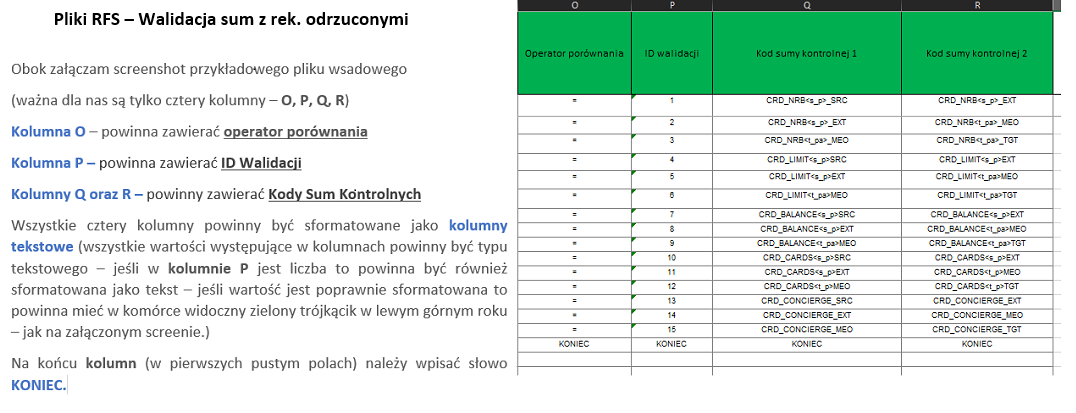 Pliki RFS – Walidacja sum z rek. odrzuconymi
Obok załączam screenshot przykładowego pliku wsadowego
(ważna dla nas są tylko cztery kolumny – O, P, Q, R)
Kolumna O – powinna zawierać operator porównania
Kolumna P – powinna zawierać ID Walidacji
Kolumny Q oraz R – powinny zawierać Kody Sum Kontrolnych
Wszystkie cztery kolumny powinny być sformatowane jako kolumny
tekstowe (wszystkie wartości występujące w kolumnach powinny być typu
tekstowego – jeśli w kolumnie P jest liczba to powinna być również
sformatowana jako tekst – jeśli wartość jest poprawnie sformatowana to
powinna mieć w komórce widoczny zielony trójkącik w lewym górnym roku
– jak na załączonym screenie.)
Na końcu kolumn (w pierwszych pustym polach) należy wpisać słowo
KONIEC.
O P Q R
Operator porównania ID walidacji Kod sumy kontrolnej 1 Kod sumy kontrolnej 2
= 1 CRD_NRB<s_p>_SRC CRD_NRB<s_p>_EXT
= 2 CRD_NRB<s_p>_EXT CRD_NRB<t_pa>_MEO
= 3 CRD_NRB<t_pa>_MEO CRD_NRB<t_pa>_TGT
= 4 CRD_LIMIT<s_p>SRC CRD_LIMIT<s_p>EXT
= 5 CRD_LIMIT<s_p>EXT CRD_LIMIT<t_pa>MEO
= 6 CRD_LIMIT<t_pa>MEO CRD_LIMIT<t_pa>TGT
= 7 CRD_BALANCE<s_p>SRC CRD_BALANCE<s_p>EXT
= 8 CRD_BALANCE<s_p>EXT CRD_BALANCE<t_pa>MEO
= 9 CRD_BALANCE<t_pa>MEO CRD_BALANCE<t_pa>TGT
= 10 CRD_CARDS<s_p>SRC CRD_CARDS<s_p>EXT
= 11 CRD_CARDS<s_p>EXT CRD_CARDS<t_p>MEO
= 12 CRD_CARDS<t_p>MEO CRD_CARDS<t_p>TGT
= 13 CRD_CONCIERGE_SRC CRD_CONCIERGE_EXT
= 14 CRD_CONCIERGE_EXT CRD_CONCIERGE_MEO
= 15 CRD_CONCIERGE_MEO CRD_CONCIERGE_TGT
KONIEC KONIEC KONIEC KONIEC